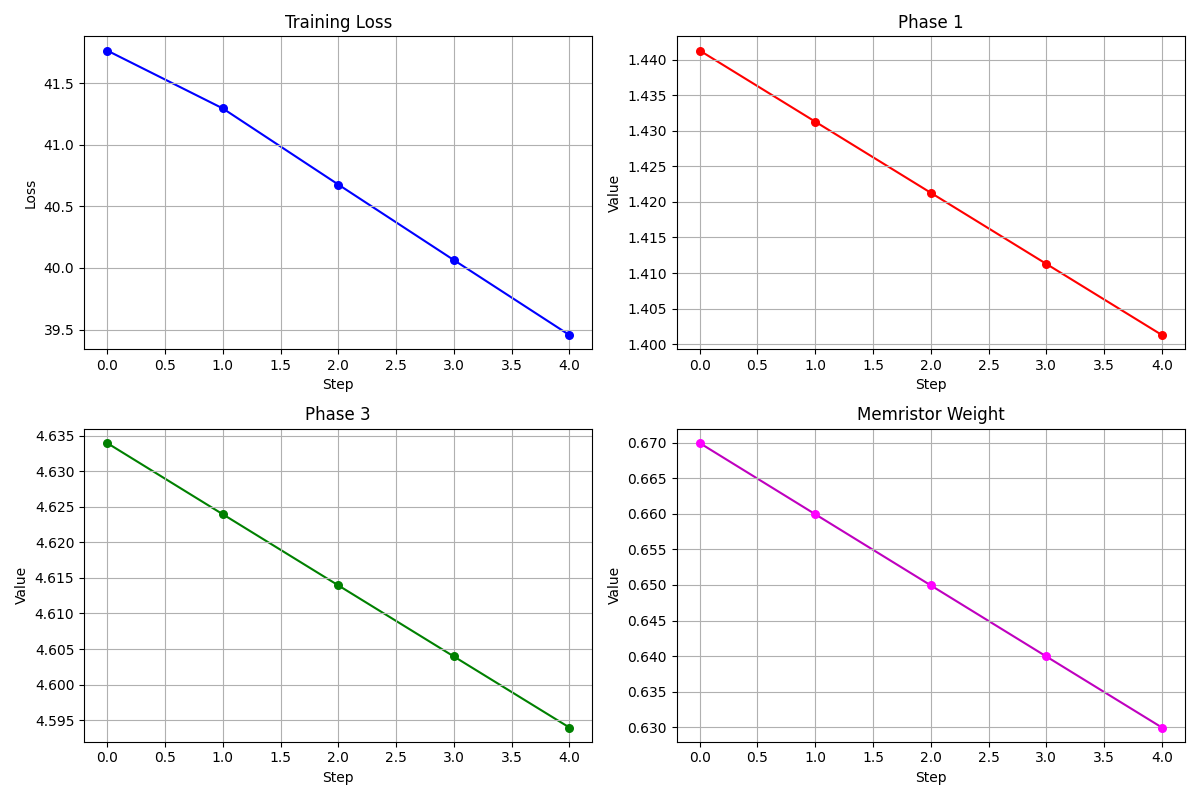 Training Loss
Loss
41.5
41.0
40.5
40.0
39.5
0.0 0.5 1.0 1.5 2.0 2.5 3.0 3.5 4.0
Step
Phase 1
Value
1.440
1.435
1.430
1.425
1.420
1.415
1.410
1.405
1.400
0.0 0.5 1.0 1.5 2.0 2.5 3.0 3.5 4.0
Step
Phase 3
Value
4.635
4.630
4.625
4.620
4.615
4.610
4.605
4.600
4.595
0.0 0.5 1.0 1.5 2.0 2.5 3.0 3.5 4.0
Step
Memristor Weight
Value
0.670
0.665
0.660
0.655
0.650
0.645
0.640
0.635
0.630
0.0 0.5 1.0 1.5 2.0 2.5 3.0 3.5 4.0
Step